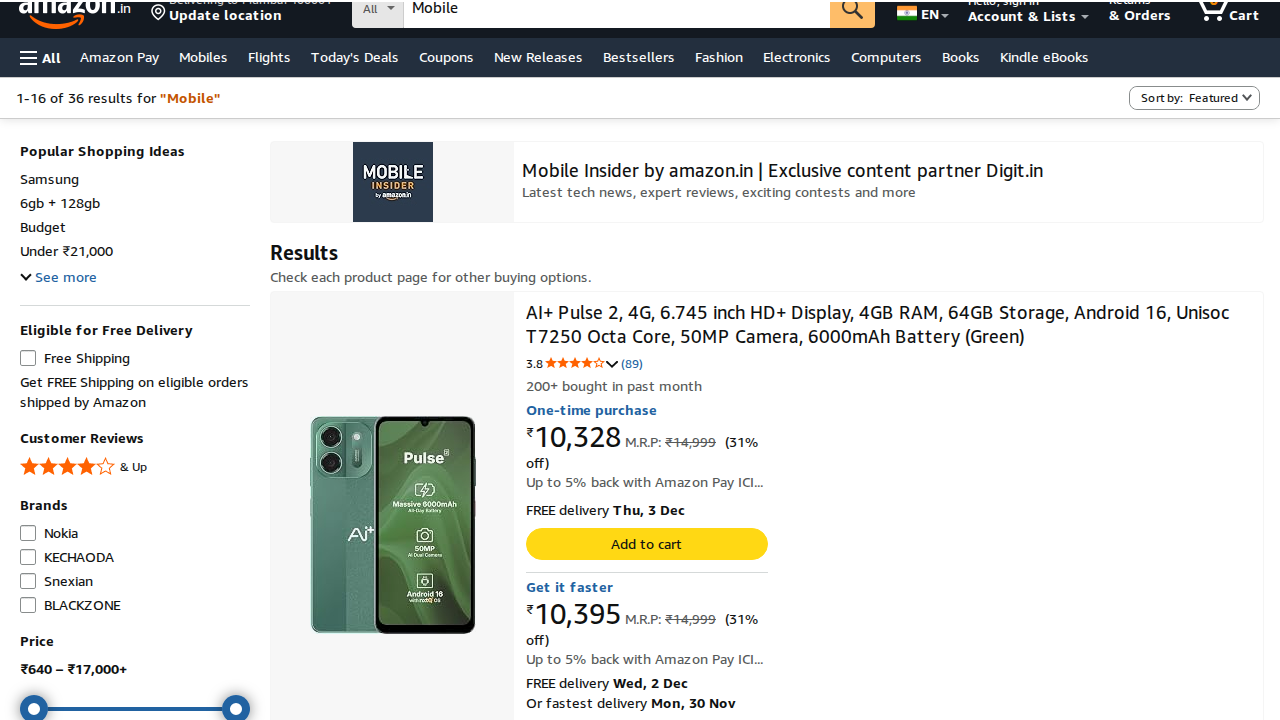 amazon.in
Update location
All
Mobile
EN
Account & Lists
& Orders
Cart
All
Amazon Pay
Mobiles
Flights
Today's Deals
Coupons
New Releases
Bestsellers
Fashion
Electronics
Computers
Books
Kindle eBooks
1-16 of 36 results for "Mobile"
Sort by: Featured
Popular Shopping Ideas
Samsung
6gb + 128gb
Budget
Under ₹21,000
See more
Eligible for Free Delivery
Free Shipping
Get FREE Shipping on eligible orders
shipped by Amazon
Customer Reviews
& Up
Brands
Nokia
KECHAODA
Snexian
BLACKZONE
Price
₹640 – ₹17,000+
MOBILE
INSIDER
by amazon.in
Mobile Insider by amazon.in | Exclusive content partner Digit.in
Latest tech news, expert reviews, exciting contests and more
Results
Check each product page for other buying options.
Pulse 2
Massive 6000mAh
All-Day Battery
50MP
AI Dual Camera
Android 16
with nxtQ OS
Ai+
AI+ Pulse 2, 4G, 6.745 inch HD+ Display, 4GB RAM, 64GB Storage, Android 16, Unisoc
T7250 Octa Core, 50MP Camera, 6000mAh Battery (Green)
3.8 (89)
200+ bought in past month
One-time purchase
₹10,328 M.R.P: ₹14,999 (31%
off)
Up to 5% back with Amazon Pay ICI...
FREE delivery Thu, 3 Dec
Add to cart
Get it faster
₹10,395 M.R.P: ₹14,999 (31%
off)
Up to 5% back with Amazon Pay ICI...
FREE delivery Wed, 2 Dec
Or fastest delivery Mon, 30 Nov